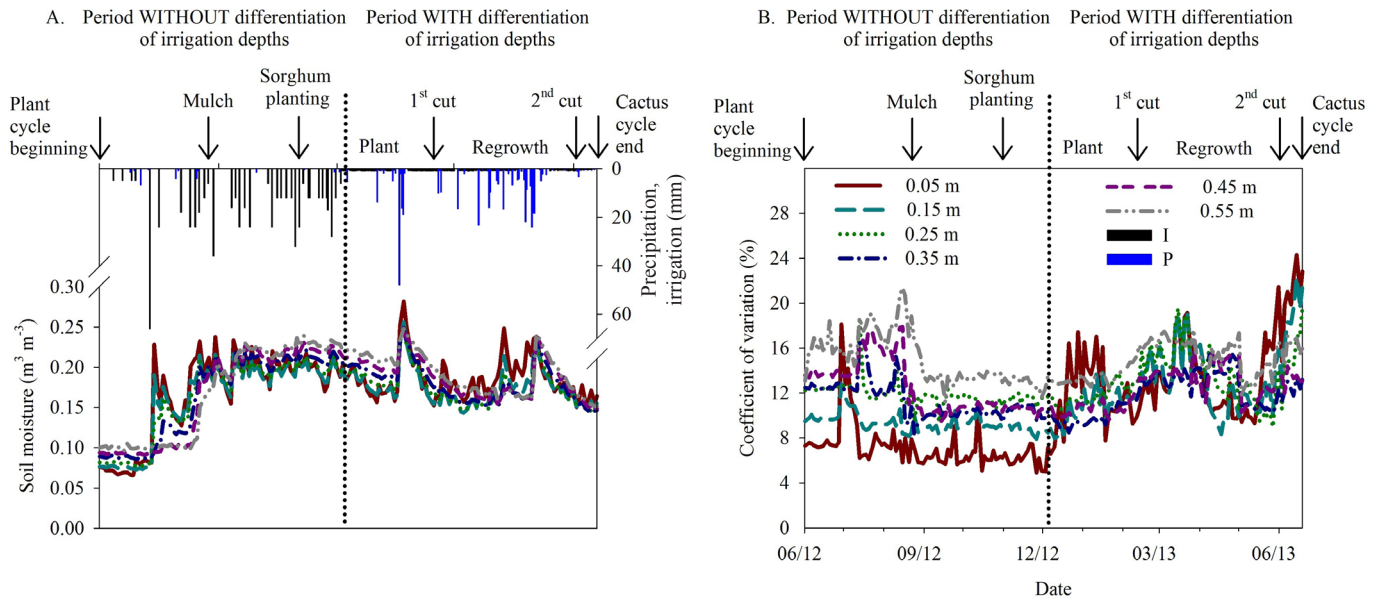 A. Period WITHOUT differentiation
of irrigation depths
Period WITH differentiation
of irrigation depths
Plant
cycle
beginning
Mulch
Sorghum
planting
Plant
1st cut
Regrowth
2nd cut
Cactus
cycle
end
0
20
40
60
Precipitation,
irrigation (mm)
0.30
0.25
0.20
0.15
0.10
0.05
0.00
Soil moisture (m3 m-3)
B. Period WITHOUT differentiation
of irrigation depths
Period WITH differentiation
of irrigation depths
Plant
cycle
beginning
Mulch
Sorghum
planting
Plant
1st cut
Regrowth
2nd cut
Cactus
cycle
end
0.05 m
0.15 m
0.25 m
0.35 m
0.45 m
0.55 m
I
P
28
24
20
16
12
8
4
0
Coefficient of variation (%)
06/12
09/12
12/12
03/13
06/13
Date